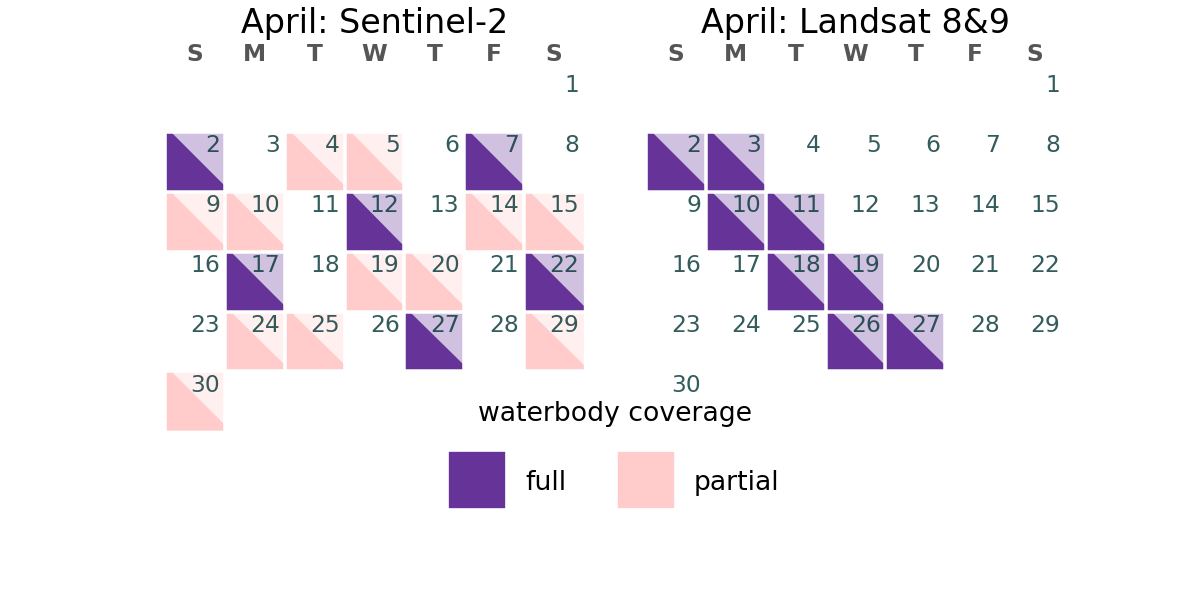 April: Sentinel-2
S M T W T F S
1
2 3 4 5 6 7 8
9 10 11 12 13 14 15
16 17 18 19 20 21 22
23 24 25 26 27 28 29
30
April: Landsat 8&9
S M T W T F S
1
2 3 4 5 6 7 8
9 10 11 12 13 14 15
16 17 18 19 20 21 22
23 24 25 26 27 28 29
30
waterbody coverage
full partial